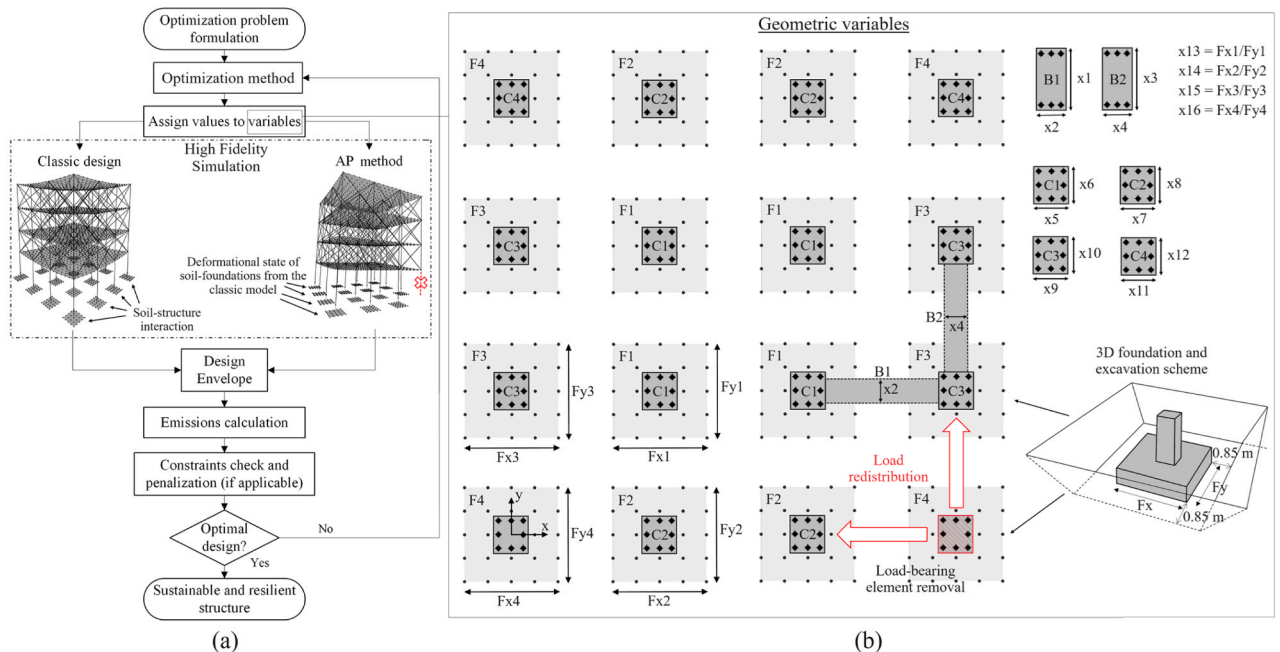 Optimization problem
formulation
Optimization method
Assign values to variables
High Fidelity
Simulation
Classic design
AP method
Deformational state of
soil-foundations from the
classic model
Soil-structure
interaction
Design
Envelope
Emissions calculation
Constraints check and
penalization (if applicable)
Optimal
design?
No
Yes
Sustainable and resilient
structure
(a)
Geometric variables
F4
C4
F2
C2
F2
C2
F4
C4
F3
C3
F1
C1
F1
C1
F3
C3
B2
x4
F3
C3
Fy3
Fx3
F1
C1
Fy1
Fx1
F1
C1
B1
x2
F3
C3
Load
redistribution
F4
y
x
Fy4
Fx4
F2
C2
Fy2
Fx2
F2
C2
F4
Load-bearing
element removal
B1
x1
x2
B2
x3
x4
x13 = Fx1/Fy1
x14 = Fx2/Fy2
x15 = Fx3/Fy3
x16 = Fx4/Fy4
C1
x6
x5
C2
x8
x7
C3
x10
x9
C4
x12
x11
3D foundation and
excavation scheme
0.85 m
Fy
Fx
0.85 m
(b)